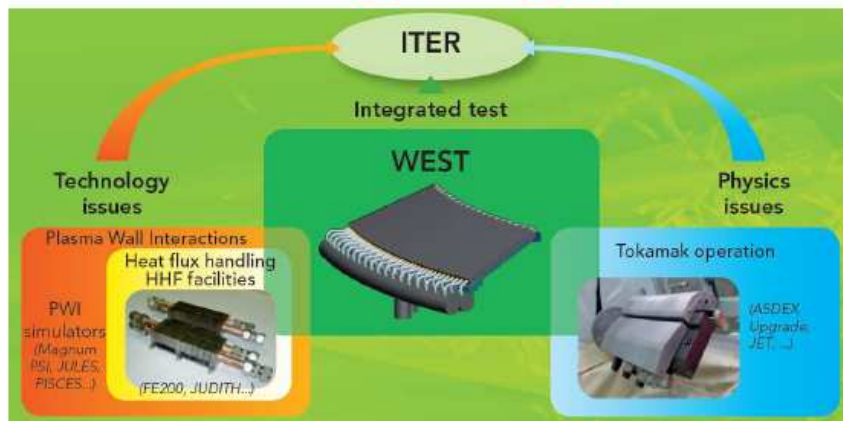 ITER
Integrated test
WEST
Technology
issues
Physics
issues
Plasma Wall Interactions
Heat flux handling
HHF facilities
PWI
simulators
(Magnum
PSI, JULES,
PISCES...)
(FE200, JUDITH...)
Tokamak operation
(ASDEX
Upgrade,
JET, ...)